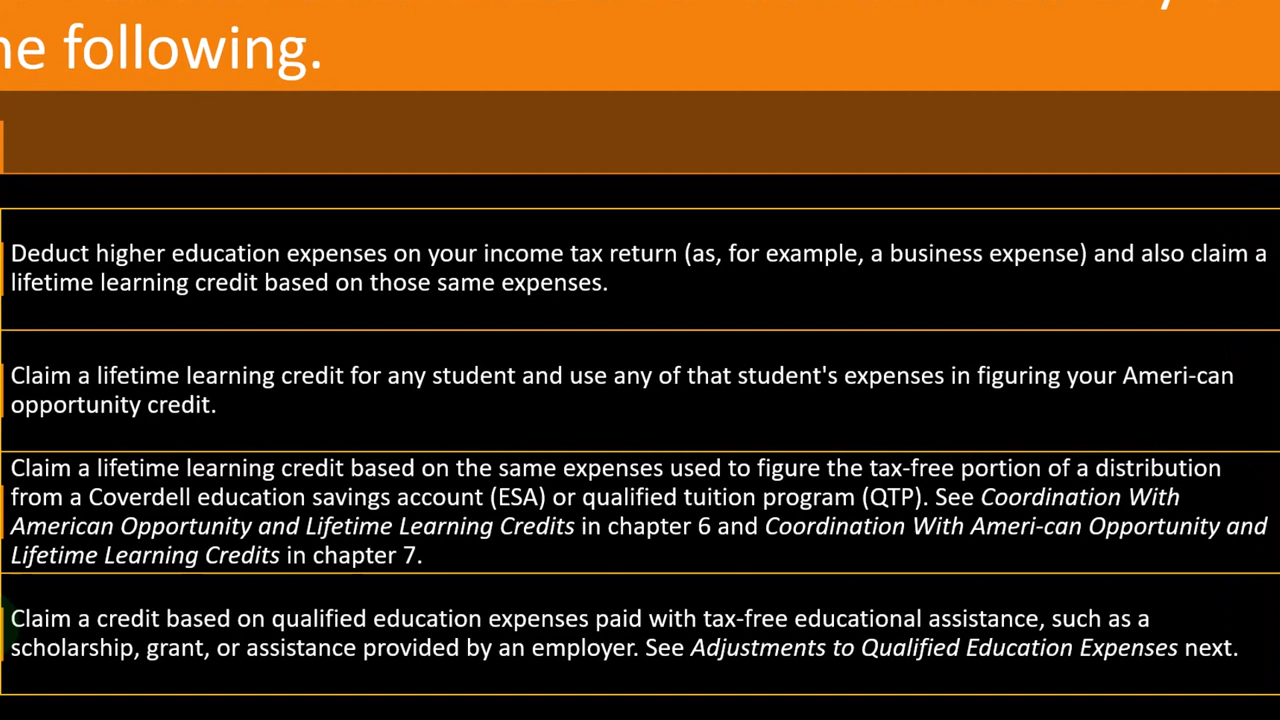 he following.
Deduct higher education expenses on your income tax return (as, for example, a business expense) and also claim a
lifetime learning credit based on those same expenses.
Claim a lifetime learning credit for any student and use any of that student's expenses in figuring your Ameri-can
opportunity credit.
Claim a lifetime learning credit based on the same expenses used to figure the tax-free portion of a distribution
from a Coverdell education savings account (ESA) or qualified tuition program (QTP). See Coordination With
American Opportunity and Lifetime Learning Credits in chapter 6 and Coordination With Ameri-can Opportunity and
Lifetime Learning Credits in chapter 7.
Claim a credit based on qualified education expenses paid with tax-free educational assistance, such as a
scholarship, grant, or assistance provided by an employer. See Adjustments to Qualified Education Expenses next.